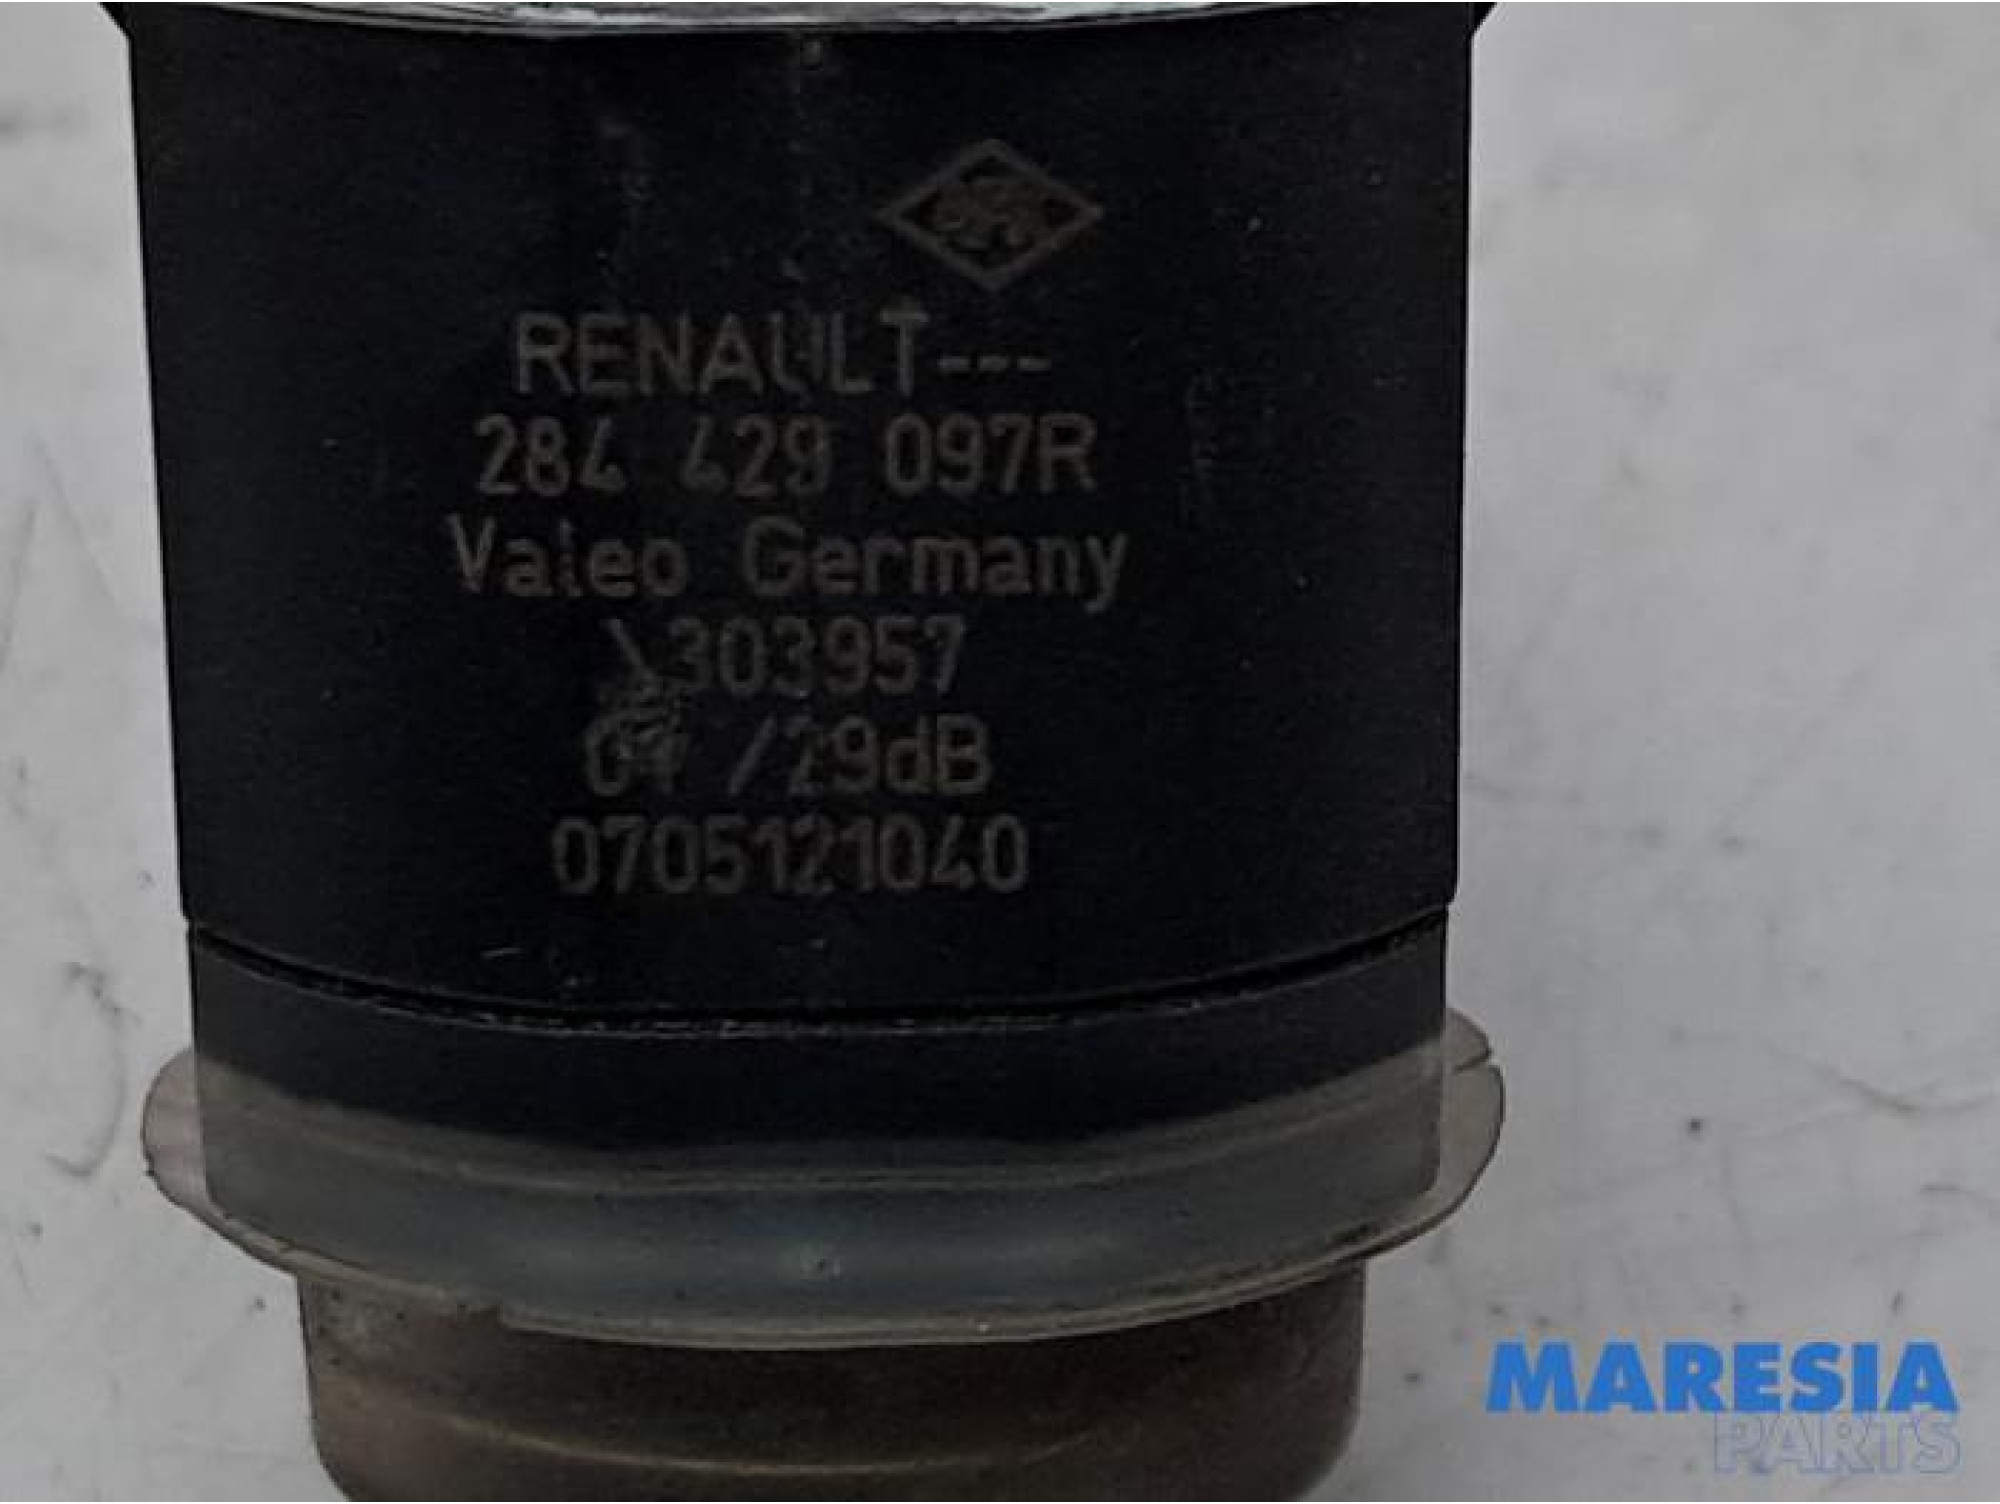 RENAULT---
284 429 097R
Valeo Germany
303957
/29dB
0705121040
MARESIA
PARTS